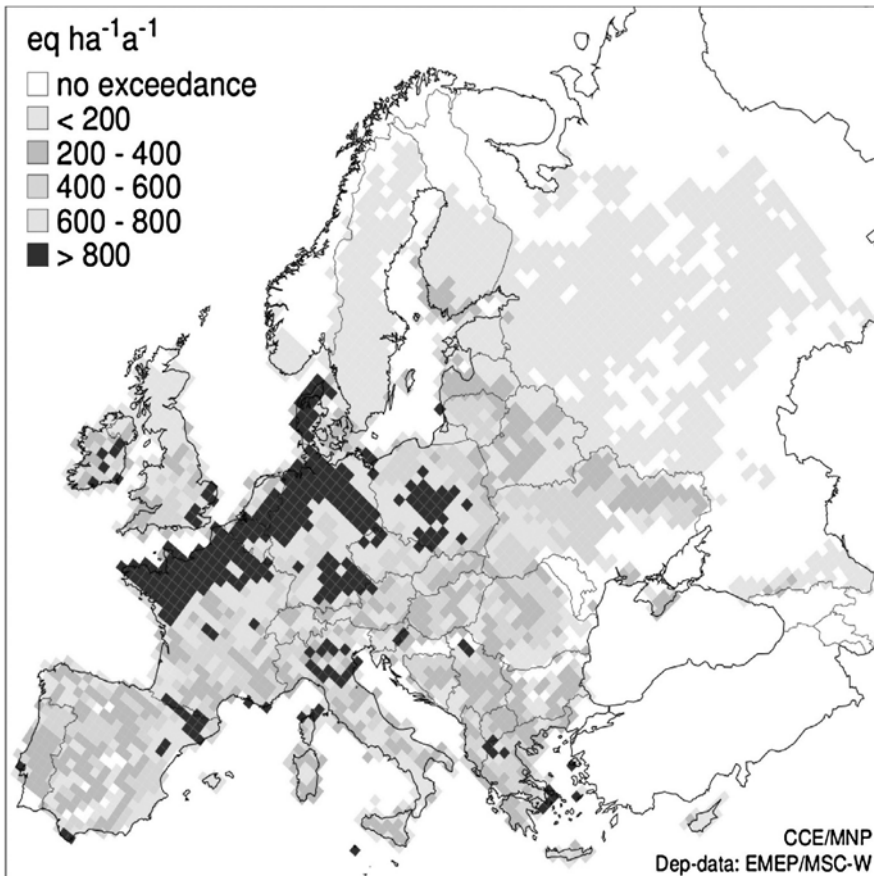 eq ha⁻¹a⁻¹
no exceedance
< 200
200 - 400
400 - 600
600 - 800
> 800
CCE/MNP
Dep-data: EMEP/MSC-W